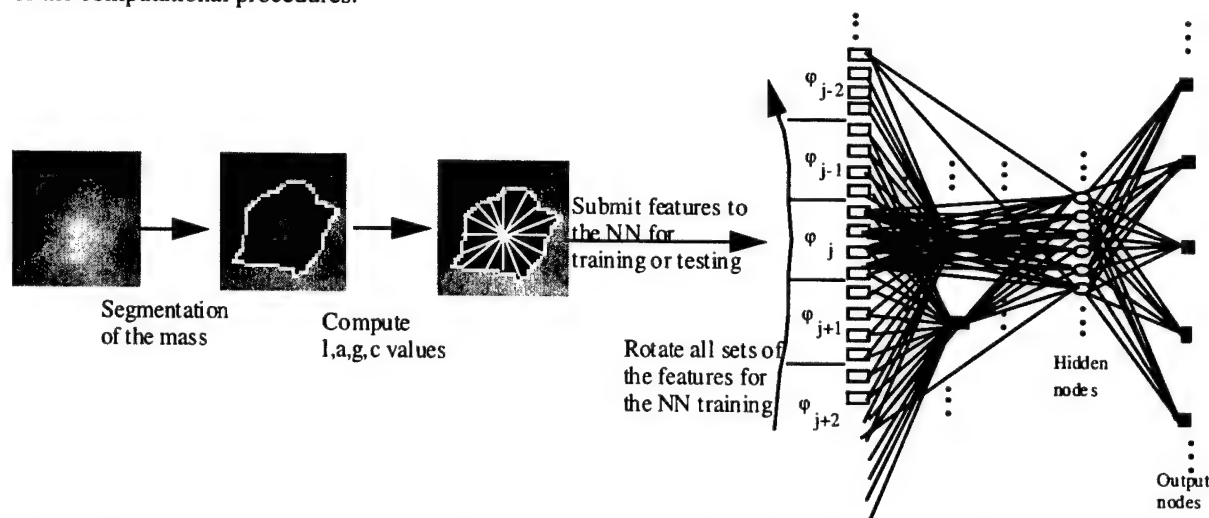 of the computational procedures.
Segmentation
of the mass
Compute
l,a,g,c values
Submit features to
the NN for
training or testing
Rotate all sets of
the features for
the NN training
φ j-2
φ j-1
φ j
φ j+1
φ j+2
Hidden
nodes
Output
nodes